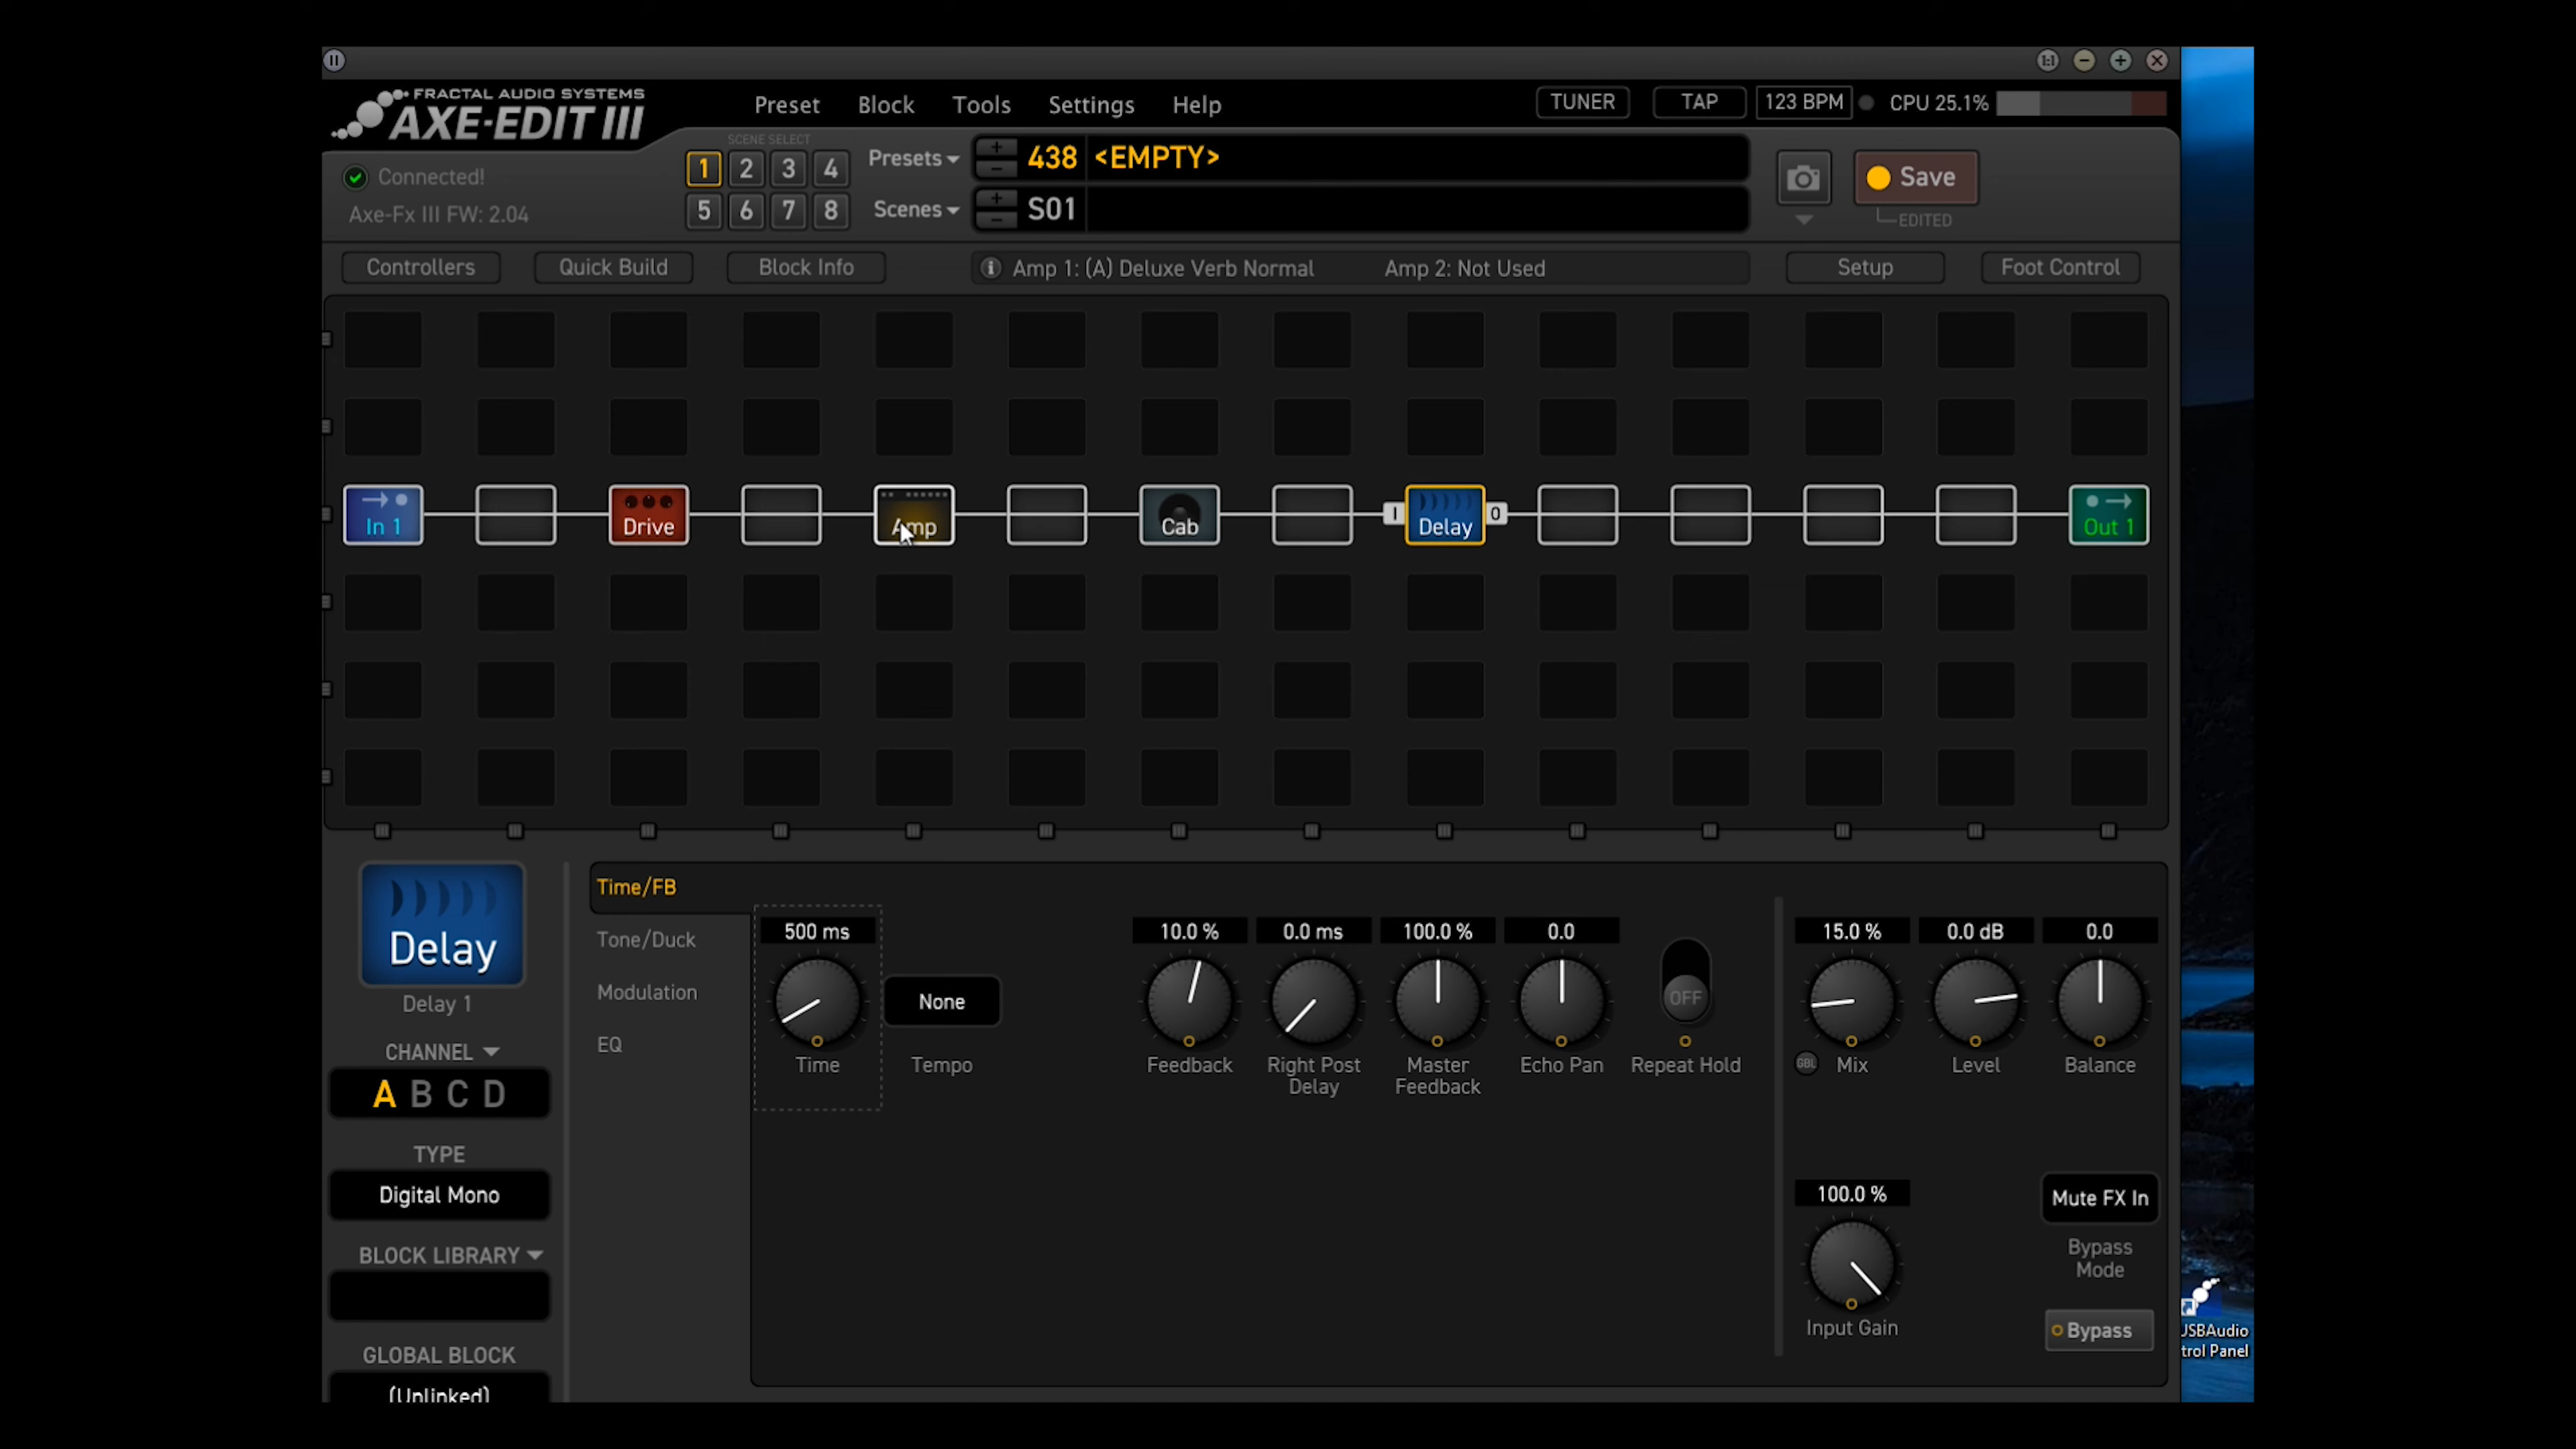 FRACTAL AUDIO SYSTEMS
AXE-EDIT III
Preset Block Tools Settings Help
TUNER TAP 123 BPM CPU 25.1%
Connected!
Axe-Fx III FW: 2.04
SCENE SELECT
1 2 3 4
5 6 7 8
Presets 438 <EMPTY>
Scenes S01
Save
EDITED
Controllers Quick Build Block Info
Amp 1: (A) Deluxe Verb Normal Amp 2: Not Used
Setup Foot Control
In 1 Drive Amp Cab I Delay O Out 1
Delay
Delay 1
CHANNEL
A B C D
TYPE
Digital Mono
BLOCK LIBRARY
GLOBAL BLOCK
(Unlinked)
Time/FB
Tone/Duck
Modulation
EQ
500 ms
Time
None
Tempo
10.0 %
Feedback
0.0 ms
Right Post
Delay
100.0 %
Master
Feedback
0.0
Echo Pan
OFF
Repeat Hold
15.0 %
GBL
Mix
0.0 dB
Level
0.0
Balance
100.0 %
Input Gain
Mute FX In
Bypass
Mode
Bypass
USBAudio
trol Panel